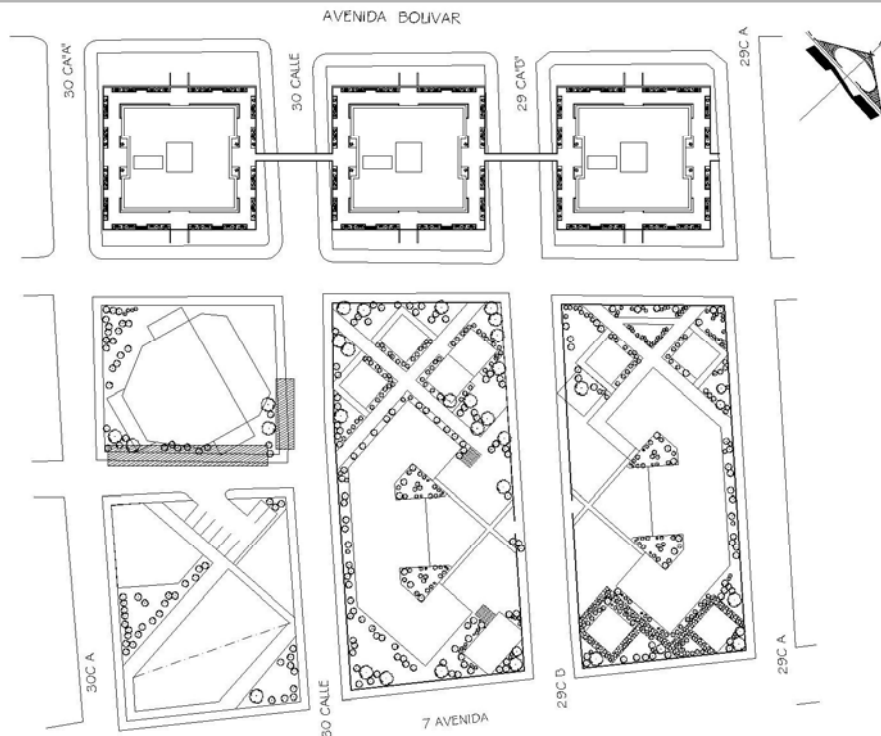 AVENIDA BOLIVAR
30 CA"A"
30 CALLE
29 CA"B"
29C A
30C A
30 CALLE
7 AVENIDA
29C B
29C A